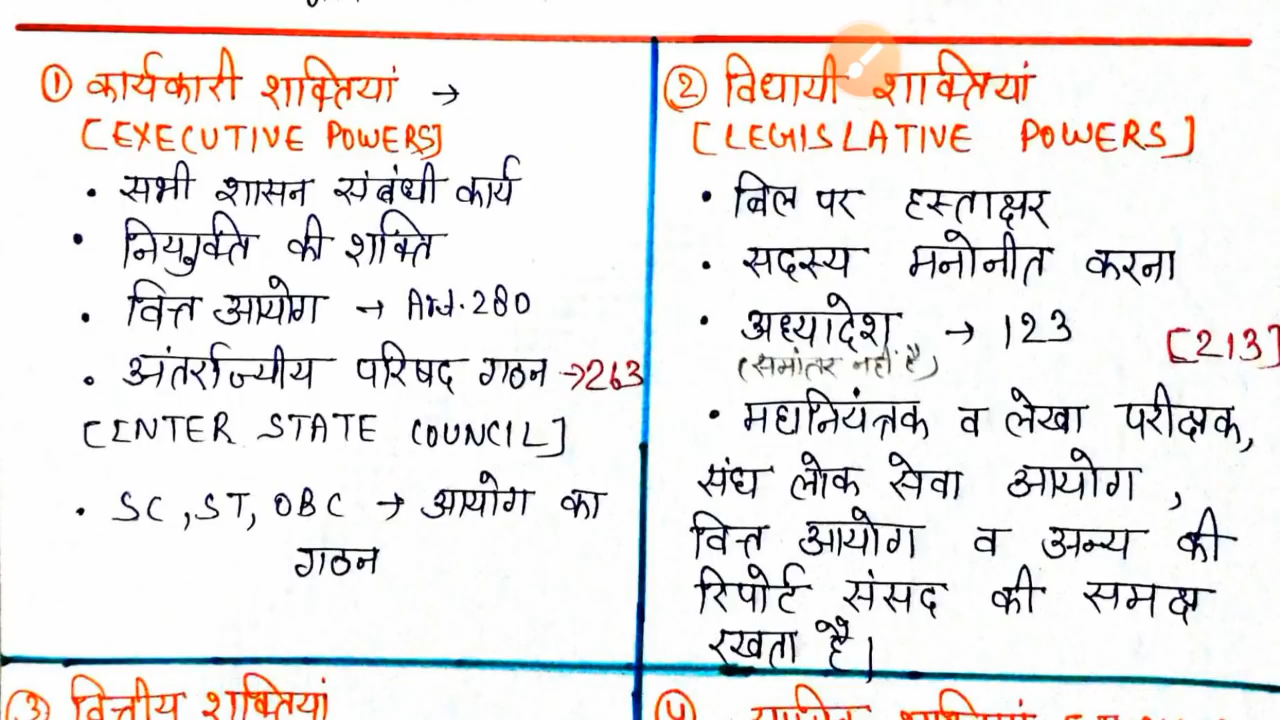 ① कार्यकारी शक्तियां →
[EXECUTIVE POWERS]
• सभी शासन संबंधी कार्य
• नियुक्ति की शक्ति
• वित्त आयोग → Art. 280
• अंतर्राज्यीय परिषद गठन → 263
[INTER STATE COUNCIL]
• SC, ST, OBC → आयोग का
गठन
② विधायी शक्तियां
[LEGISLATIVE POWERS]
• बिल पर हस्ताक्षर
• सदस्य मनोनीत करना
• अध्यादेश → 123 [213]
(समांतर नहीं है)
• महानियंत्रक व लेखा परीक्षक,
संघ लोक सेवा आयोग,
वित्त आयोग व अन्य की
रिपोर्ट संसद की समक्ष
रखता है।
③ वित्तीय शक्तियां
④ शक्तियां